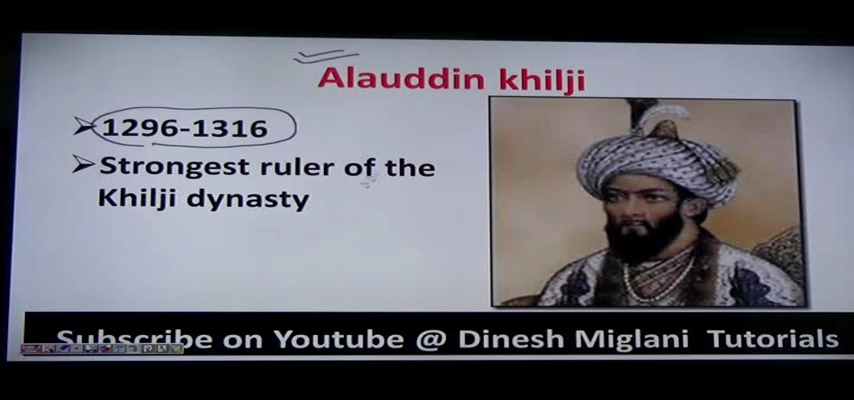 Alauddin khilji
1296-1316
Strongest ruler of the
Khilji dynasty
Subscribe on Youtube @ Dinesh Miglani Tutorials